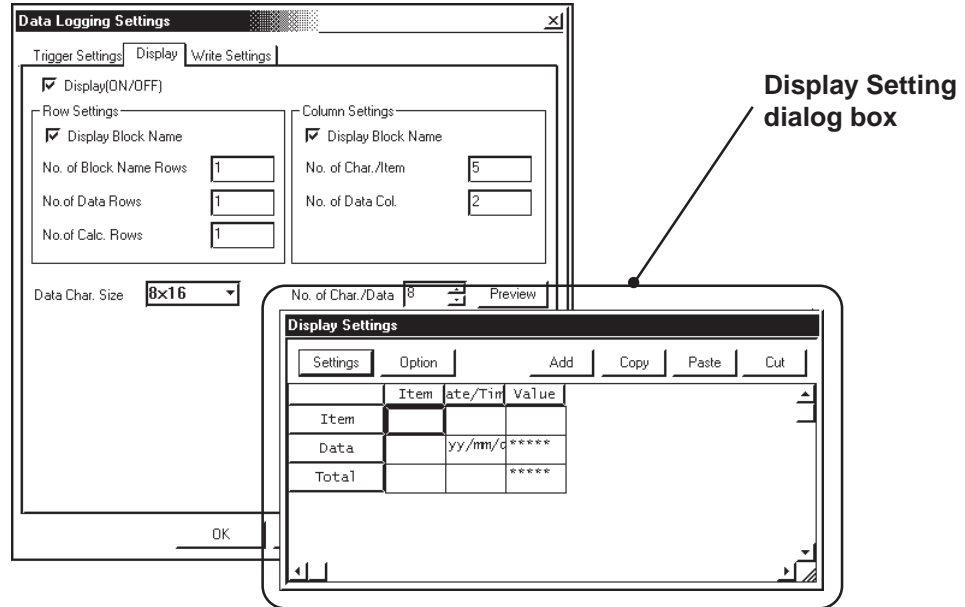 Data Logging Settings
Trigger Settings Display Write Settings
Display(ON/OFF)
Row Settings
Display Block Name
No. of Block Name Rows 1
No.of Data Rows 1
No.of Calc. Rows 1
Column Settings
Display Block Name
No. of Char./Item 5
No. of Data Col. 2
Data Char. Size 8×16
No. of Char./Data 8 Preview
OK
Display Setting
dialog box
Display Settings
Settings Option Add Copy Paste Cut
Item ate/Tim Value
Item
Data yy/mm/d *****
Total *****